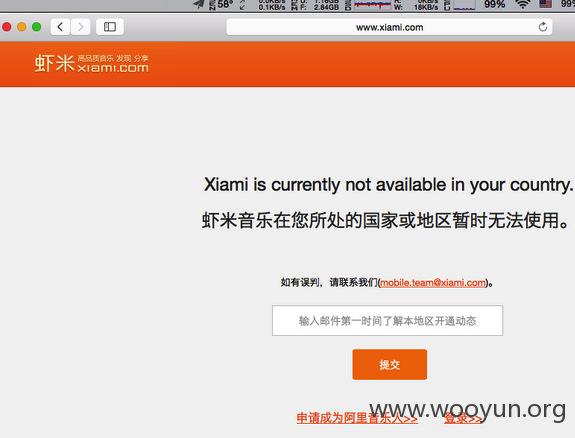 58°
0.0KB/s
0.1KB/s
U: 1.16GB
F: 2.84GB
R: 0KB/s
W: 18KB/s
99%
www.xiami.com
虾米 高品质音乐 发现 分享
xiami.com
Xiami is currently not available in your country.
虾米音乐在您所处的国家或地区暂时无法使用。
如有误判，请联系我们(mobile.team@xiami.com)。
输入邮件第一时间了解本地区开通动态
提交
申请成为阿里音乐人>> 登录>>
www.wooyun.org